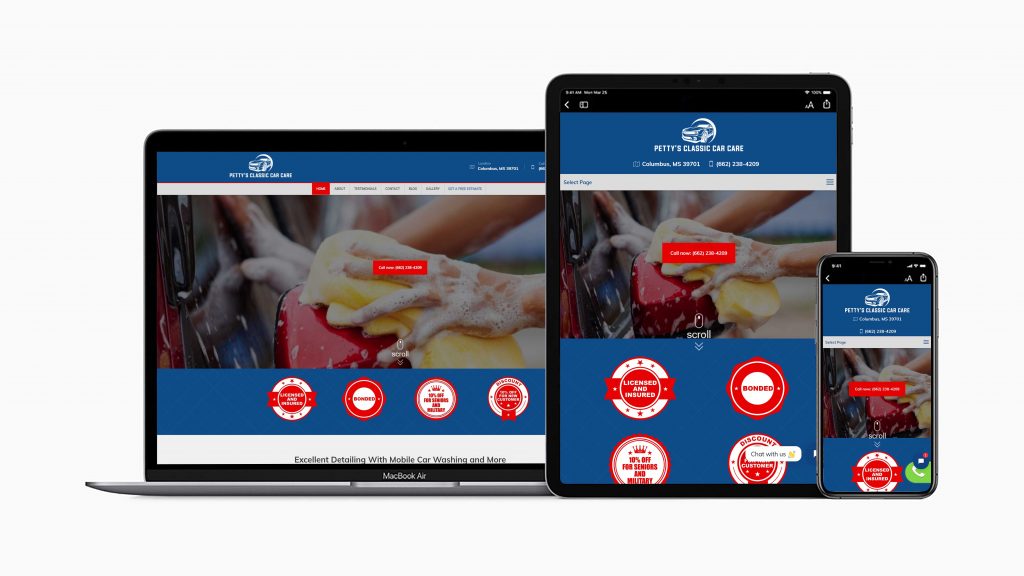 PETTY'S CLASSIC CAR CARE
Location
Columbus, MS 39701
HOME
ABOUT
TESTIMONIALS
CONTACT
BLOG
GALLERY
GET A FREE ESTIMATE
Call now: (662) 238-4209
scroll
LICENSED
AND
INSURED
BONDED
10% OFF
FOR SENIORS
AND
MILITARY
DISCOUNT
10% OFF
FOR NEW
CUSTOMER
Excellent Detailing With Mobile Car Washing and More
MacBook Air
9:41 AM Mon Mar 25
100%
AA
PETTY'S CLASSIC CAR CARE
Columbus, MS 39701
(662) 238-4209
Select Page
Call now: (662) 238-4209
scroll
LICENSED
AND
INSURED
BONDED
10% OFF
FOR SENIORS
AND
MILITARY
DISCOUNT
CUSTOMER
Chat with us 👋
9:41
AA
PETTY'S CLASSIC CAR CARE
Columbus, MS 39701
(662) 238-4209
Select Page
Call now: (662) 238-4209
scroll
LICENSED
AND
INSURED